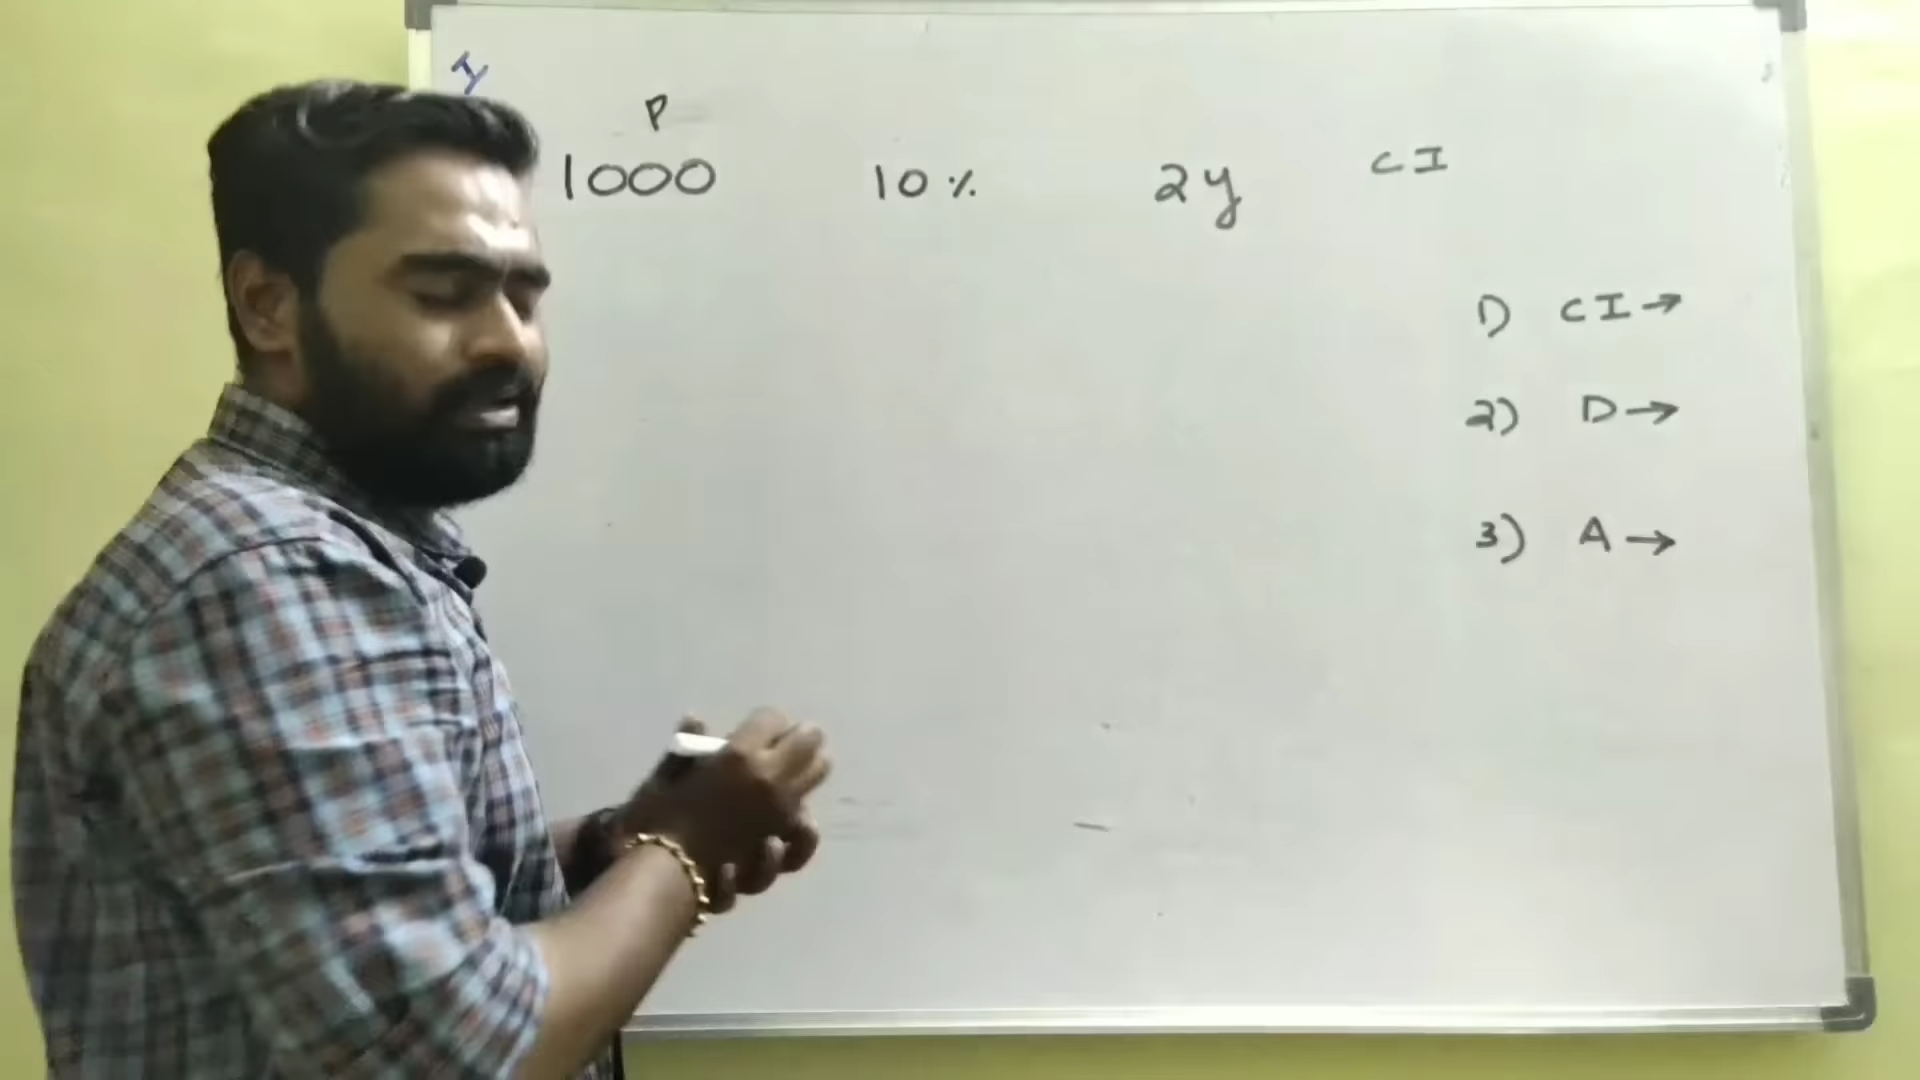 I
P
1000 10% 2y CI
1) CI→
2) D→
3) A→